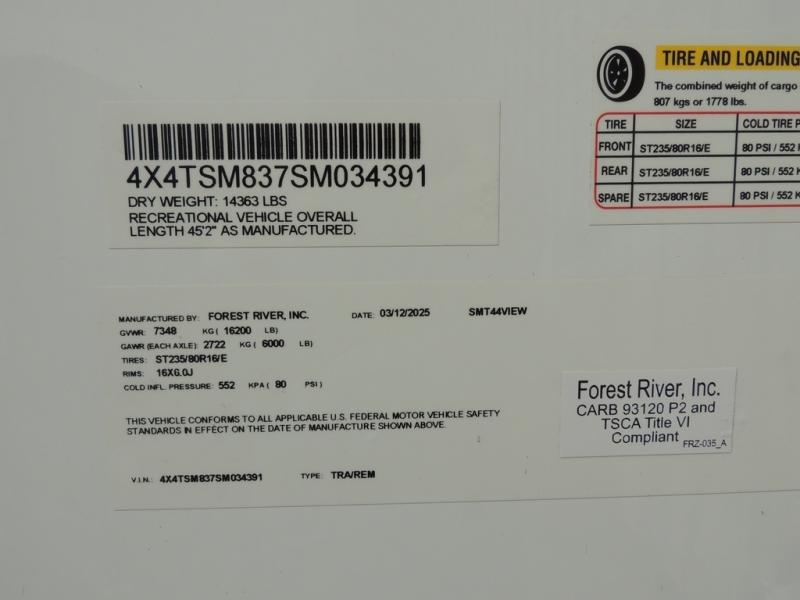 4X4TSM837SM034391
DRY WEIGHT: 14363 LBS
RECREATIONAL VEHICLE OVERALL
LENGTH 45'2" AS MANUFACTURED.
TIRE AND LOADING
The combined weight of cargo
807 kgs or 1778 lbs.
TIRE SIZE COLD TIRE P
FRONT ST235/80R16/E 80 PSI / 552 K
REAR ST235/80R16/E 80 PSI / 552
SPARE ST235/80R16/E 80 PSI / 552 K
MANUFACTURED BY: FOREST RIVER, INC. DATE: 03/12/2025 SMT44VIEW
GVWR: 7348 KG ( 16200 LB)
GAWR (EACH AXLE): 2722 KG ( 6000 LB)
TIRES: ST235/80R16/E
RIMS: 16X6.0J
COLD INFL. PRESSURE: 552 KPA ( 80 PSI)
THIS VEHICLE CONFORMS TO ALL APPLICABLE U.S. FEDERAL MOTOR VEHICLE SAFETY
STANDARDS IN EFFECT ON THE DATE OF MANUFACTURE SHOWN ABOVE.
V.I.N.: 4X4TSM837SM034391 TYPE: TRA/REM
Forest River, Inc.
CARB 93120 P2 and
TSCA Title VI
Compliant FRZ-035_A